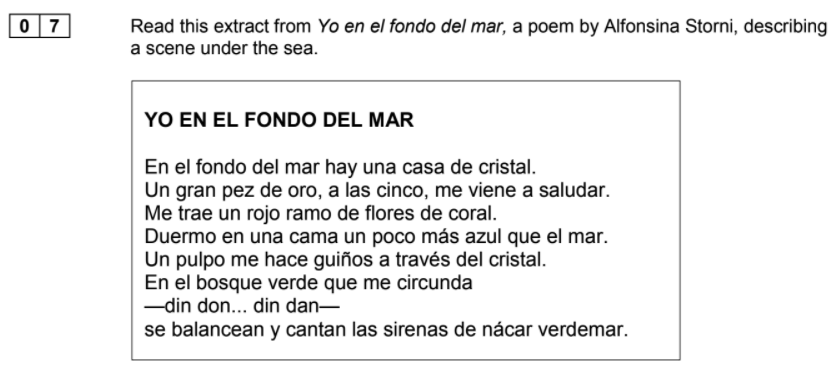 0 7
Read this extract from Yo en el fondo del mar, a poem by Alfonsina Storni, describing
a scene under the sea.
YO EN EL FONDO DEL MAR
En el fondo del mar hay una casa de cristal.
Un gran pez de oro, a las cinco, me viene a saludar.
Me trae un rojo ramo de flores de coral.
Duermo en una cama un poco más azul que el mar.
Un pulpo me hace guiños a través del cristal.
En el bosque verde que me circunda
—din don... din dan—
se balancean y cantan las sirenas de nácar verdemar.